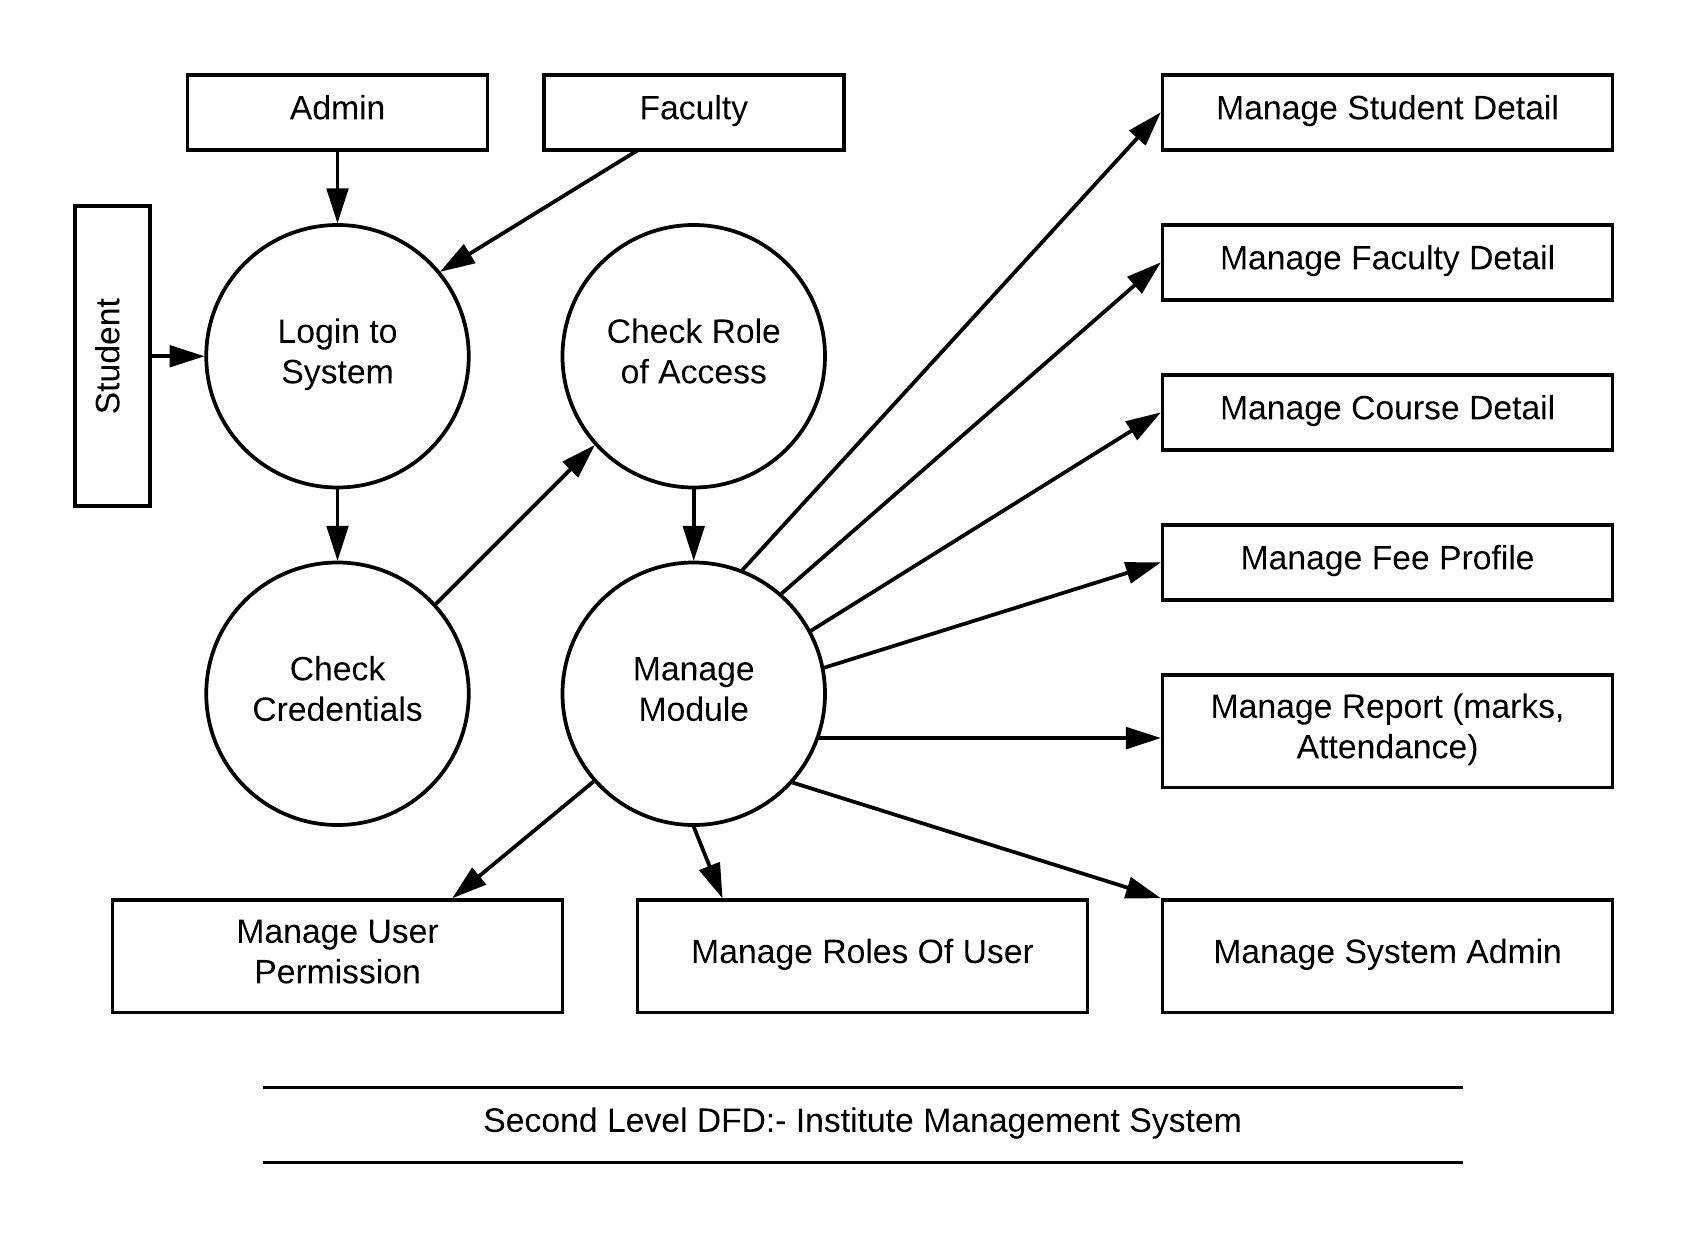 Admin
Faculty
Manage Student Detail
Student
Login to
System
Check Role
of Access
Manage Faculty Detail
Manage Course Detail
Manage Fee Profile
Check
Credentials
Manage
Module
Manage Report (marks,
Attendance)
Manage User
Permission
Manage Roles Of User
Manage System Admin
Second Level DFD:- Institute Management System